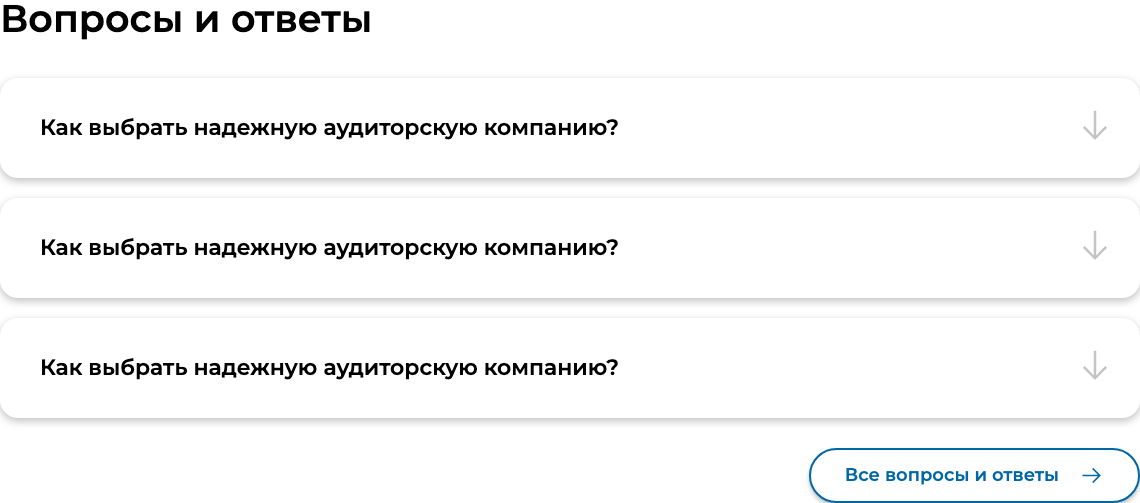 Вопросы и ответы
Как выбрать надежную аудиторскую компанию?
Как выбрать надежную аудиторскую компанию?
Как выбрать надежную аудиторскую компанию?
Все вопросы и ответы